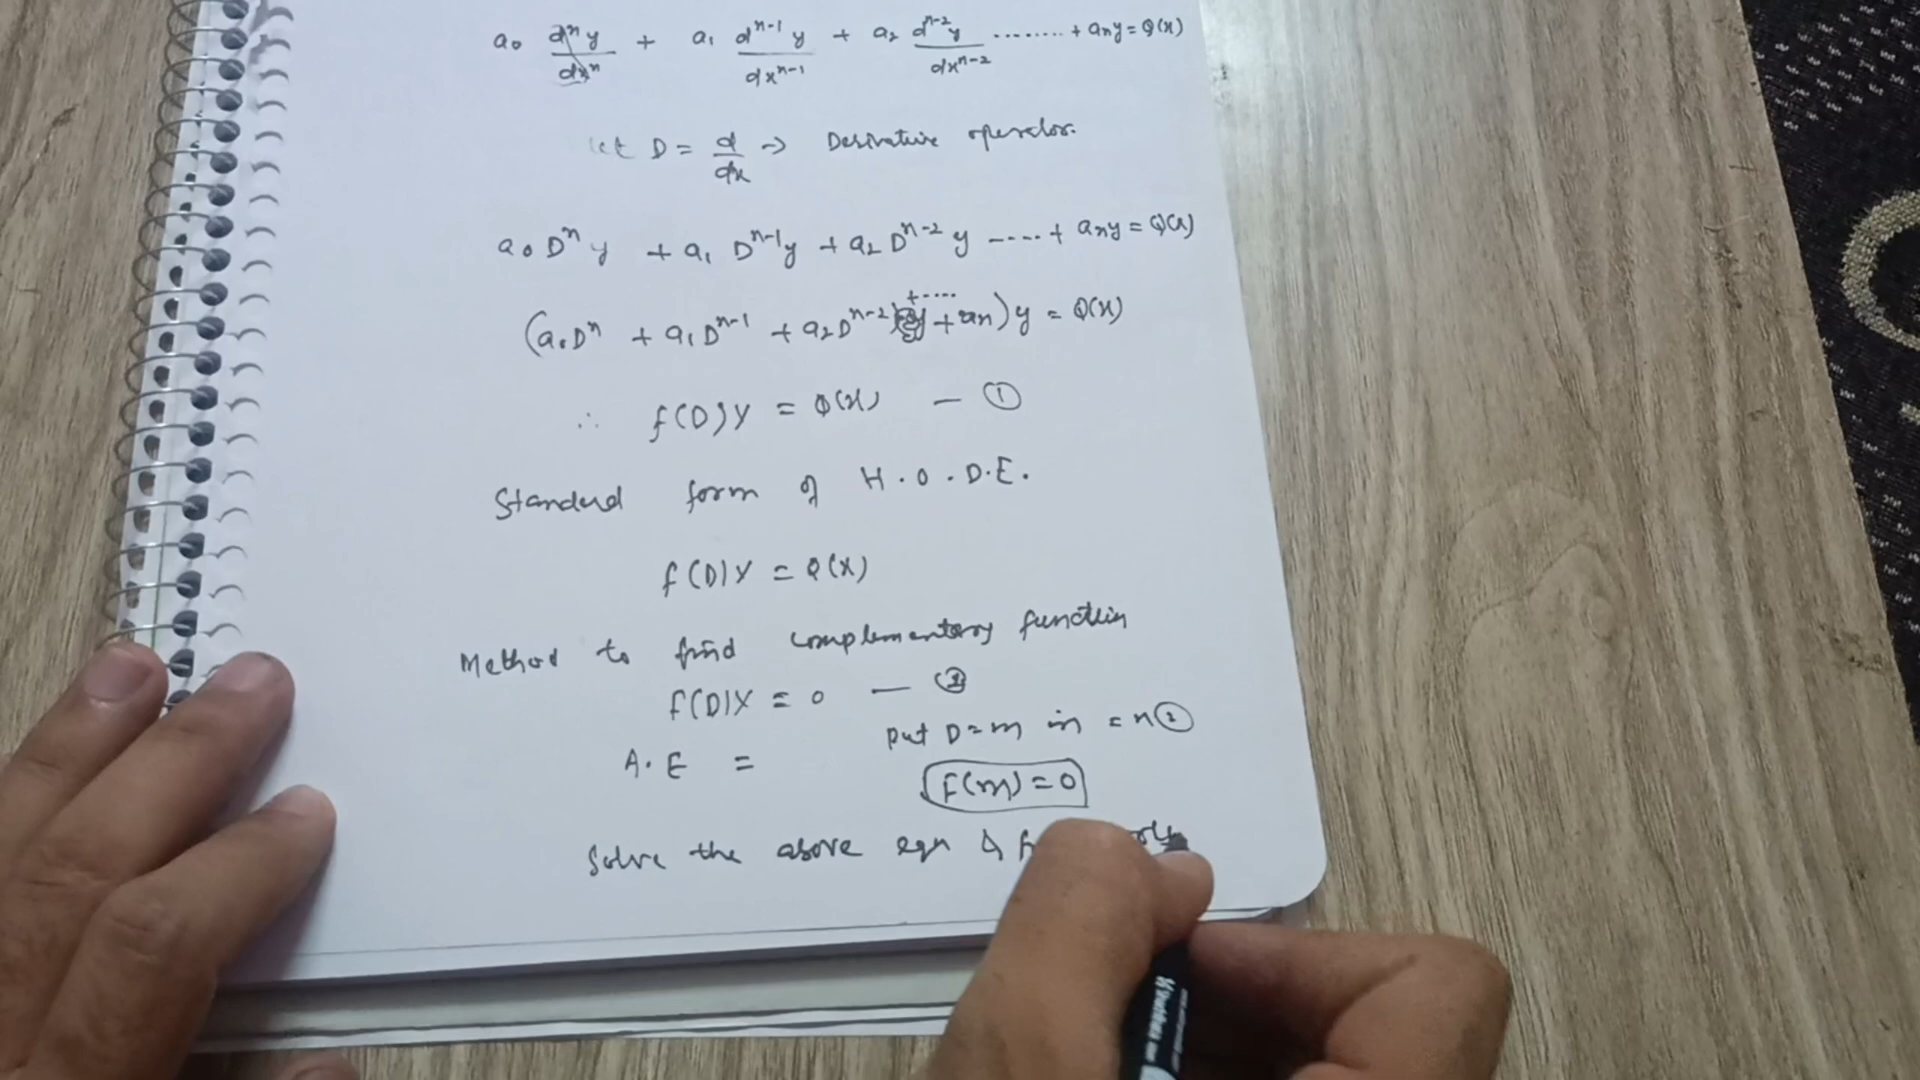 a₀ dⁿy/dxⁿ + a₁ dⁿ⁻¹y/dxⁿ⁻¹ + a₂ dⁿ⁻²y/dxⁿ⁻² ........ + aₙy = Q(x)
let D = d/dx → Derivative operator.
a₀Dⁿy + a₁Dⁿ⁻¹y + a₂Dⁿ⁻²y ---- + aₙy = Q(x)
(a₀Dⁿ + a₁Dⁿ⁻¹ + a₂Dⁿ⁻² + .... + aₙ)y = Q(x)
∴ f(D)y = Q(x) — ①
Standard form of H.O.D.E.
f(D)y = Q(x)
Method to find complementary function
f(D)y = 0 — ②
put D=m in = n ②
A.E =
f(m) = 0
Solve the above eqn &